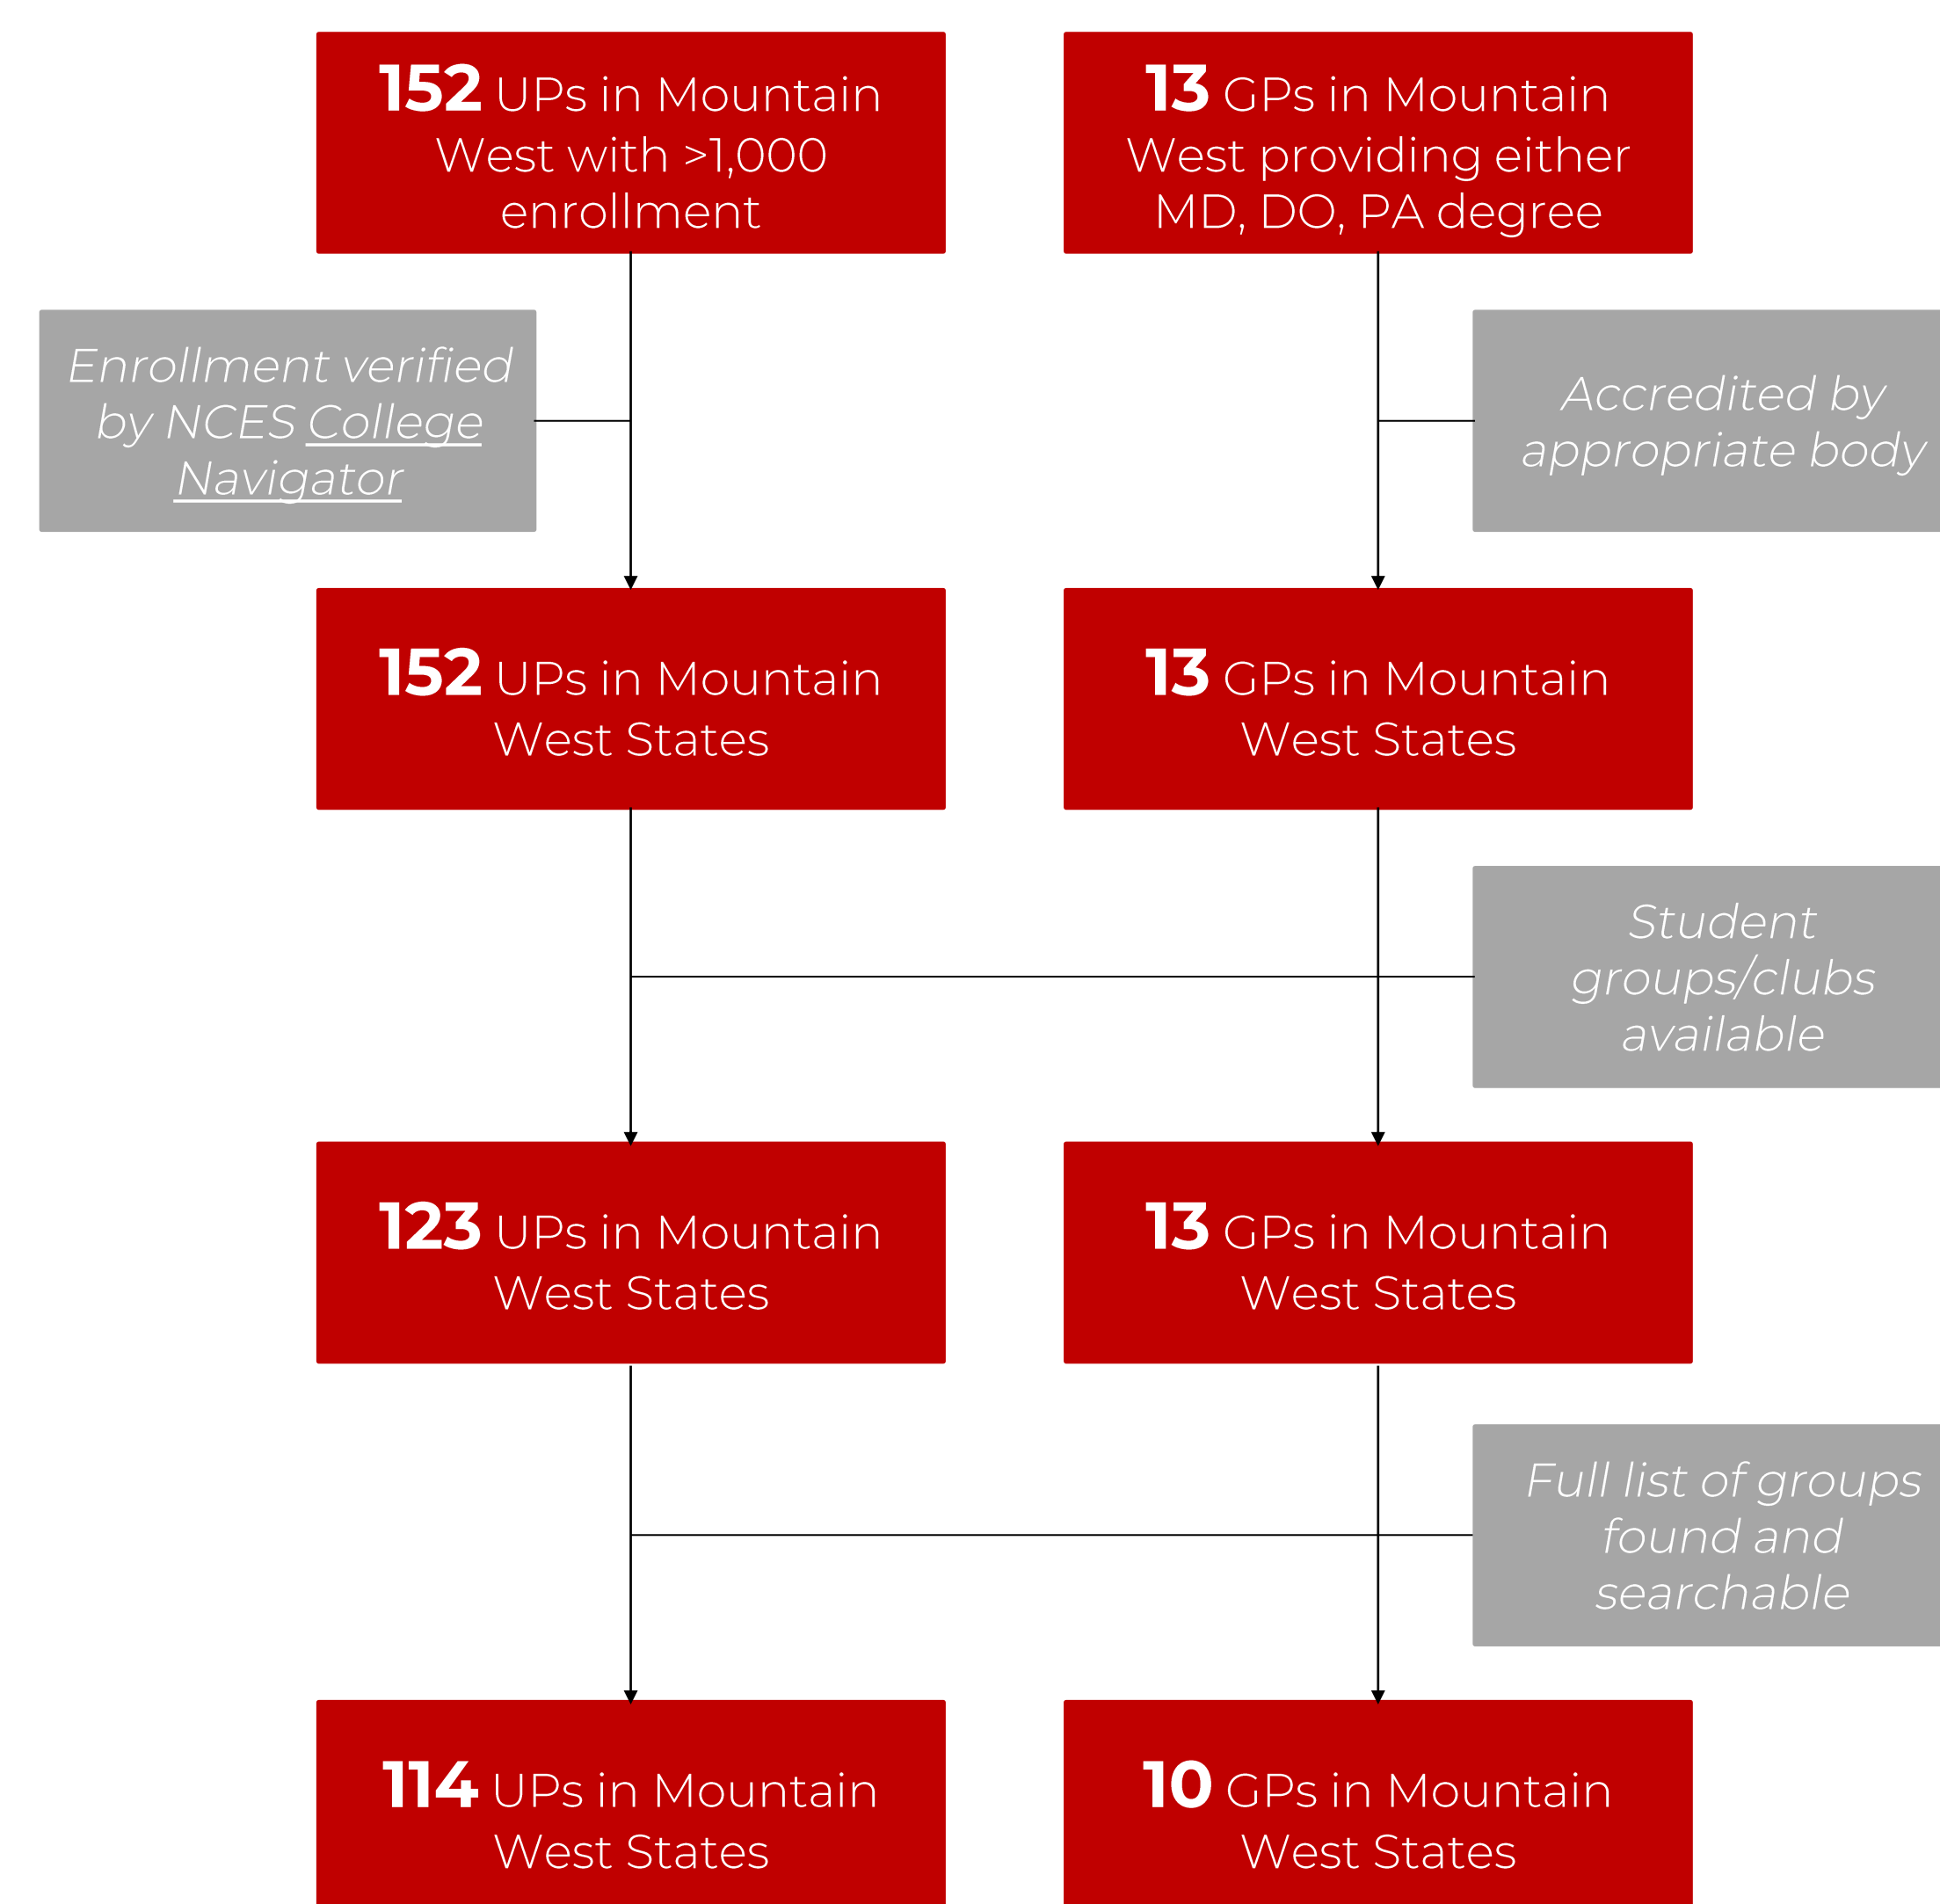 152 UPs in Mountain
West with >1,000
enrollment
13 GPs in Mountain
West providing either
MD, DO, PA degree
Enrollment verified
by NCES College
Navigator
Accredited by
appropriate body
152 UPs in Mountain
West States
13 GPs in Mountain
West States
Student
groups/clubs
available
123 UPs in Mountain
West States
13 GPs in Mountain
West States
Full list of groups
found and
searchable
114 UPs in Mountain
West States
10 GPs in Mountain
West States